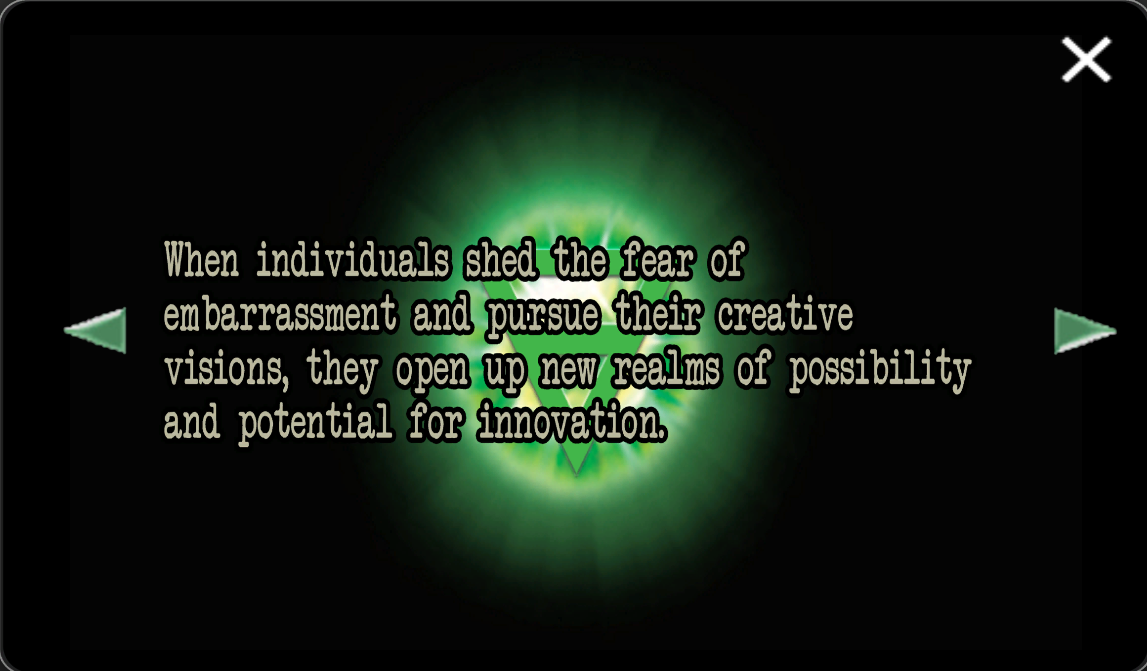 When individuals shed the fear of
embarrassment and pursue their creative
visions, they open up new realms of possibility
and potential for innovation.